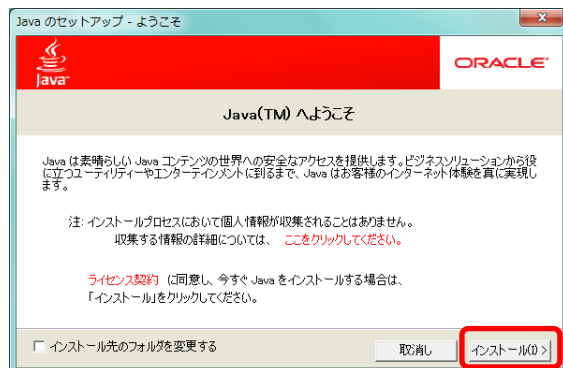 Java のセットアップ - ようこそ
Java
ORACLE
Java(TM) へようこそ
Java は素晴らしい Java コンテンツの世界への安全なアクセスを提供します。ビジネスソリューションから役
に立つユーティリティーやエンターテインメントに到るまで、Java はお客様のインターネット体験を真に実現し
ます。
注: インストールプロセスにおいて個人情報が収集されることはありません。
収集する情報の詳細については、 ここをクリックしてください。
ライセンス契約 に同意し、今すぐ Java をインストールする場合は、
「インストール」をクリックしてください。
インストール先のフォルダを変更する
取消し
インストール(I) >